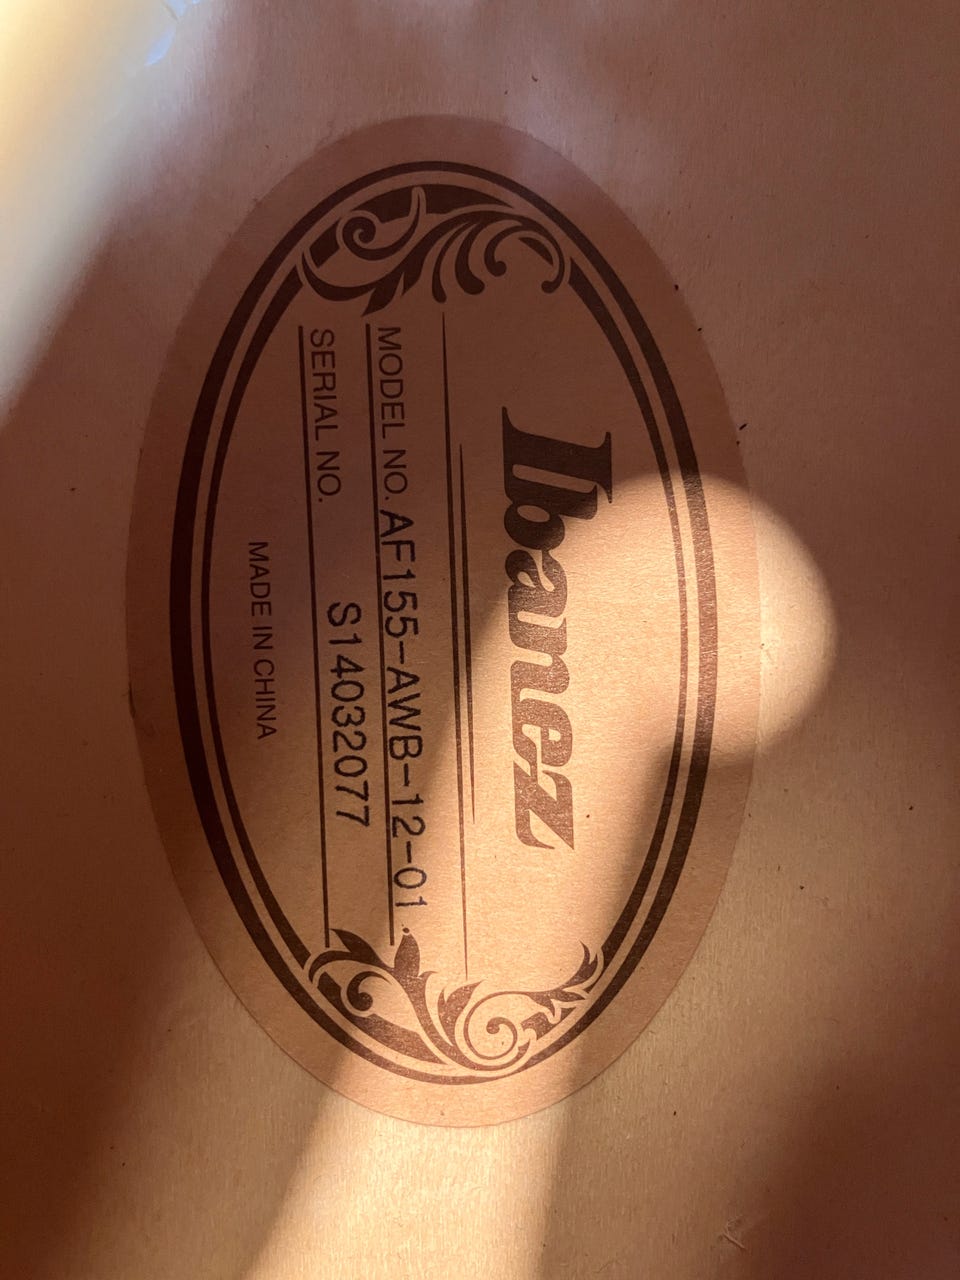 Ibanez
MODEL NO. AF155-AWB-12-01
SERIAL NO. S14032077
MADE IN CHINA